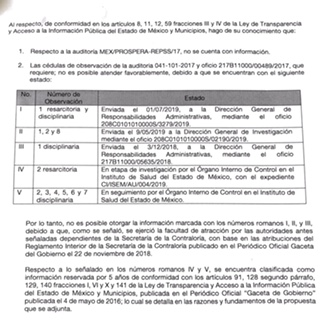 Al respecto, de conformidad en los artículos 8, 11, 12, 59 fracciones III y IV de la Ley de Transparencia
y Acceso a la Información Pública del Estado de México y Municipios, hago de su conocimiento que:
1. Respecto a la auditoría MEX/PROSPERA-REPSS/17, no se cuenta con información.
2. Las cédulas de observación de la auditoría 041-101-2017 y oficio 217B11000/00489/2017, que
requiere; no es posible atender favorablemente, debido a que se encuentran con el siguiente
estado:
No. Número de Observación Estado
I 1 resarcitoria y disciplinaria Enviada el 01/07/2019, a la Dirección General de
Responsabilidades Administrativas, mediante el oficio
208C0101010000S/3279/2019.
II 1, 2 y 8 Enviada el 9/05/2019 a la Dirección General de Investigación
mediante el oficio 208C0101010000S/02190/2019.
III 1 disciplinaria Enviada el 3/12/2018, a la Dirección General de
Responsabilidades Administrativas, mediante el oficio
217B11000S/05635/2018.
IV 2 resarcitoria En etapa de investigación por el Órgano Interno de Control en el
Instituto de Salud del Estado de México, con el expediente
CI/ISEM/AU/004/2019.
V 2, 3, 4, 5, 6 y 7 disciplinaria En seguimiento por el Órgano Interno de Control en el Instituto de
Salud del Estado de México.
Por lo tanto, no es posible otorgar la información marcada con los números romanos I, II, y III,
debido a que, como se señaló, se ejerció la facultad de atracción por las autoridades antes
señaladas dependientes de la Secretaría de la Contraloría, con base en las atribuciones del
Reglamento Interior de la Secretaría de la Contraloría publicado en el Periódico Oficial Gaceta
del Gobierno el 22 de noviembre de 2018.
Respecto a lo señalado en los números romanos IV y V, se encuentra clasificada como
información reservada por 5 años de conformidad con los artículos 91, 128 segundo párrafo,
129, 140 fracciones I, VI y X y 141 de la Ley de Transparencia y Acceso a la Información Pública
del Estado de México y Municipios, publicada en el Periódico Oficial "Gaceta de Gobierno"
publicada el 4 de mayo de 2016; lo cual se detalla en las razones y fundamentos de la propuesta
que se adjunta.